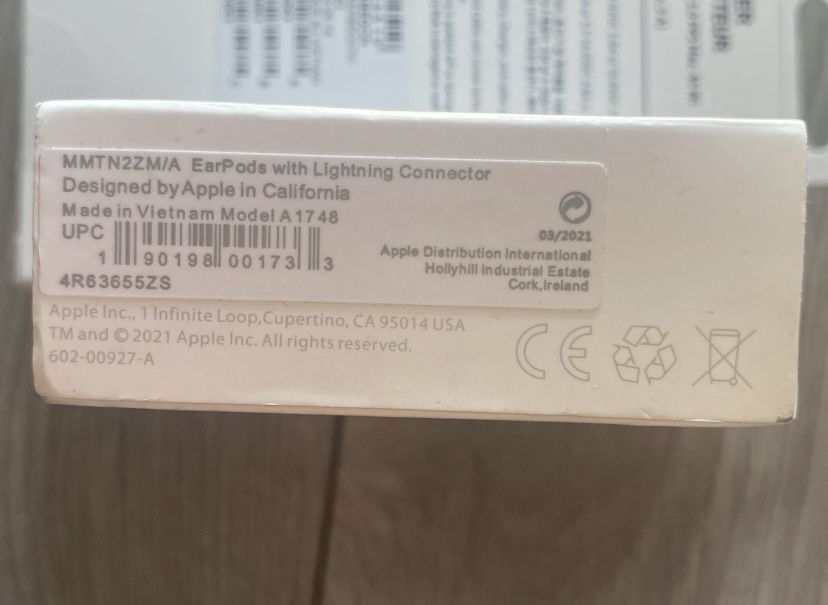 MMTN2ZM/A EarPods with Lightning Connector
Designed by Apple in California
Made in Vietnam Model A1748
UPC
1 90198 00173 3
4R63655ZS
03/2021
Apple Distribution International
Hollyhill Industrial Estate
Cork,Ireland
Apple Inc., 1 Infinite Loop,Cupertino, CA 95014 USA
TM and © 2021 Apple Inc. All rights reserved.
602-00927-A
CE